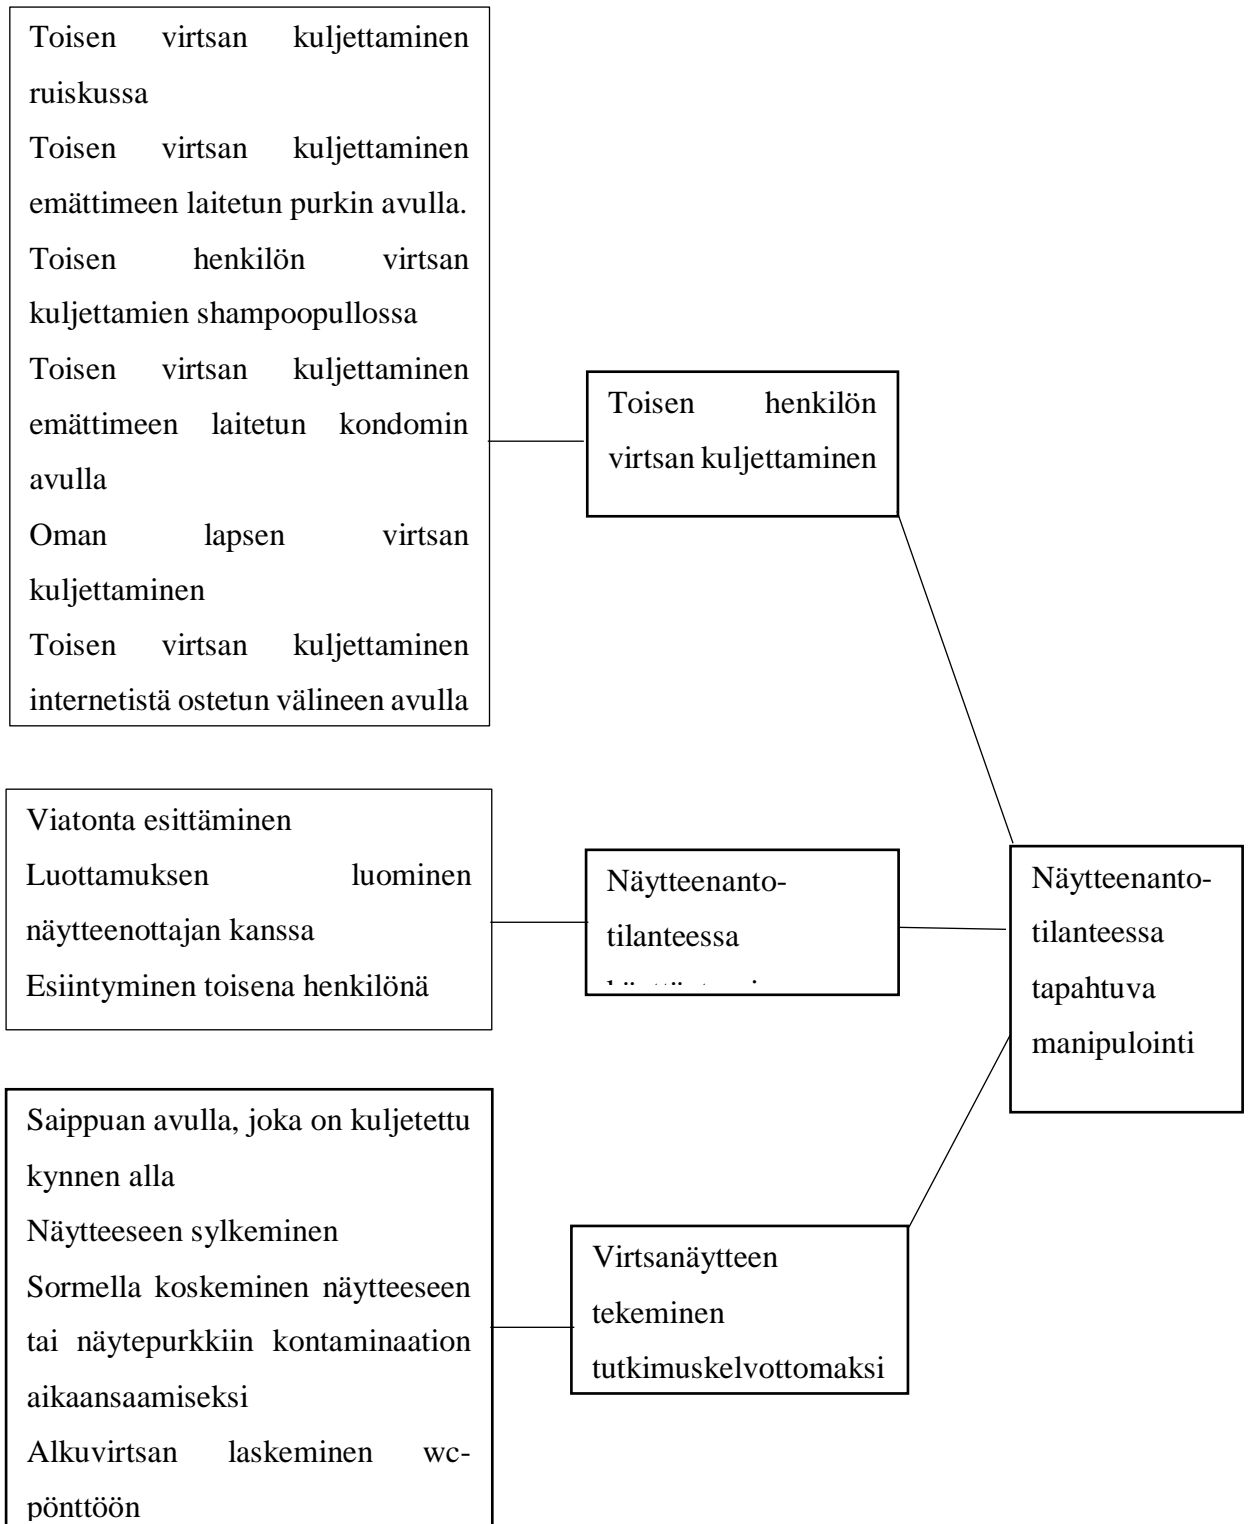 Toisen virtsan kuljettaminen
ruiskussa
Toisen virtsan kuljettaminen
emättimeen laitetun purkin avulla.
Toisen henkilön virtsan
kuljettamien shampoopullossa
Toisen virtsan kuljettaminen
emättimeen laitetun kondomin
avulla
Oman lapsen virtsan
kuljettaminen
Toisen virtsan kuljettaminen
internetistä ostetun välineen avulla
Toisen henkilön
virtsan kuljettaminen
Viatonta esittäminen
Luottamuksen luominen
näytteenottajan kanssa
Esiintyminen toisena henkilönä
Näytteenanto-
tilanteessa
Näytteenanto-
tilanteessa
tapahtuva
manipulointi
Saippuan avulla, joka on kuljetettu
kynnen alla
Näytteeseen sylkeminen
Sormella koskeminen näytteeseen
tai näytepurkkiin kontaminaation
aikaansaamiseksi
Alkuvirtsan laskeminen wc-
pönttöön
Virtsanäytteen
tekeminen
tutkimuskelvottomaksi